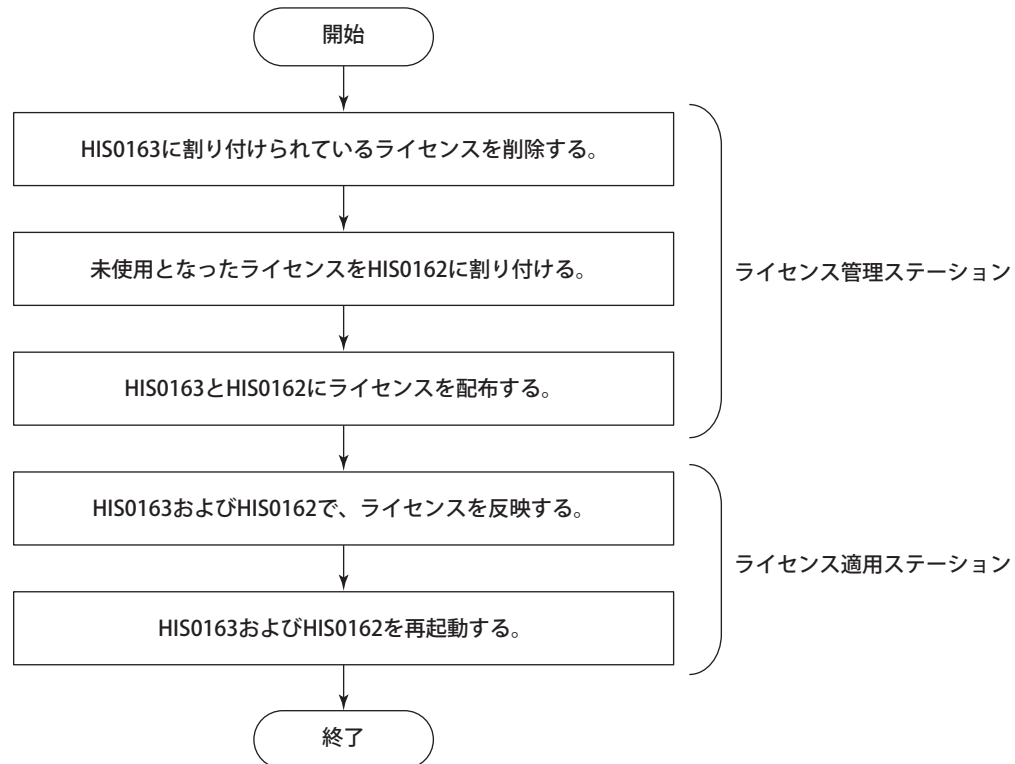 開始
HIS0163に割り付けられているライセンスを削除する。
未使用となったライセンスをHIS0162に割り付ける。
HIS0163とHIS0162にライセンスを配布する。
ライセンス管理ステーション
HIS0163およびHIS0162で、ライセンスを反映する。
HIS0163およびHIS0162を再起動する。
ライセンス適用ステーション
終了